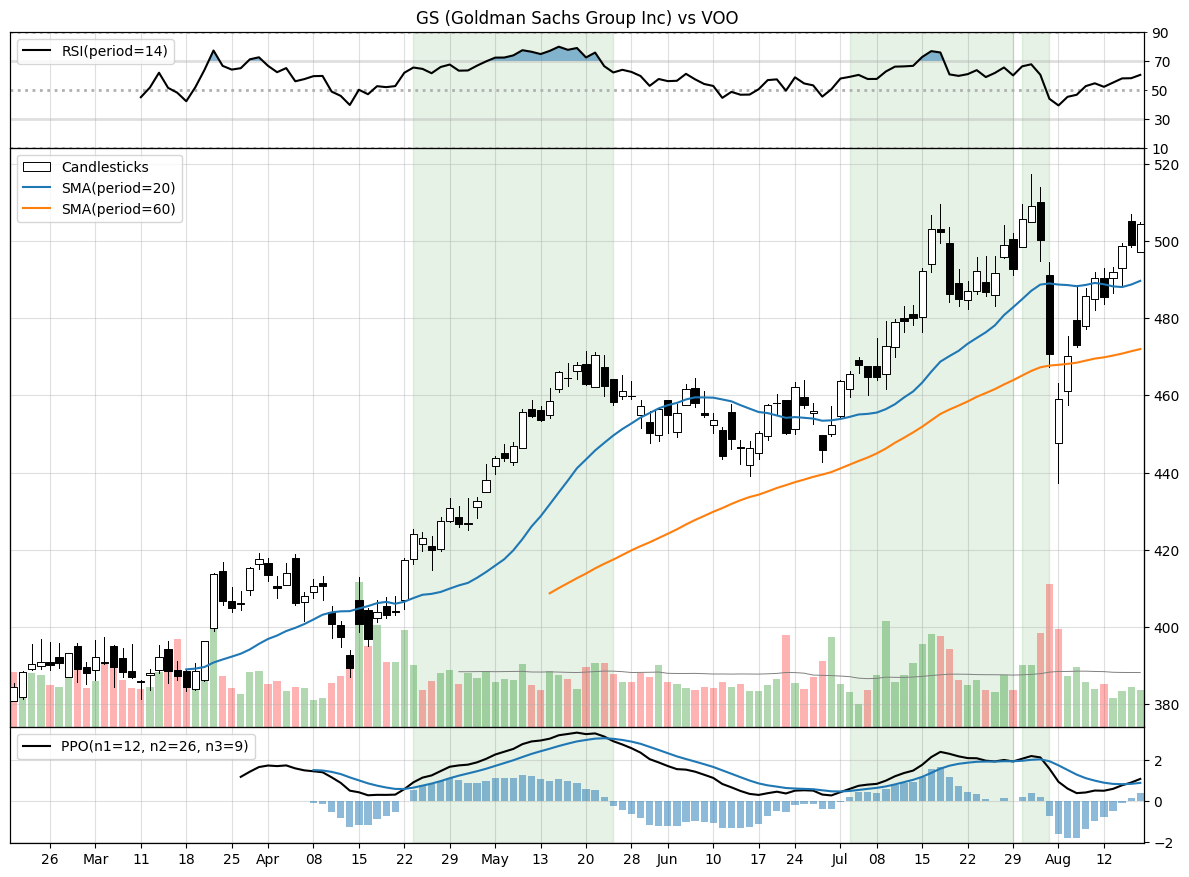 GS (Goldman Sachs Group Inc) vs VOO
RSI(period=14)
90
70
50
30
10
Candlesticks
SMA(period=20)
SMA(period=60)
520
500
480
460
440
420
400
380
PPO(n1=12, n2=26, n3=9)
2
0
−2
26 Mar 11 18 25 Apr 08 15 22 29 May 13 20 28 Jun 10 17 24 Jul 08 15 22 29 Aug 12